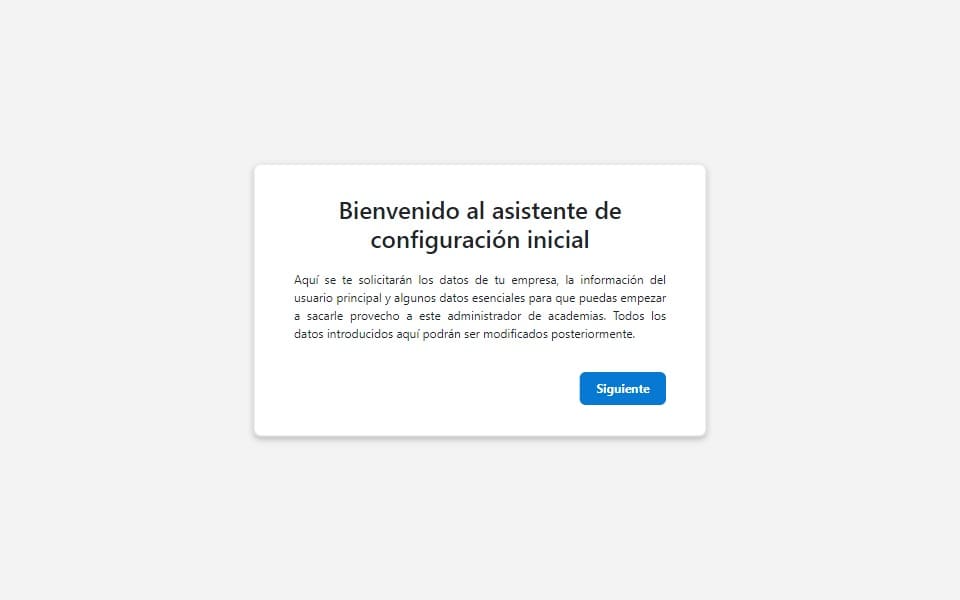 Bienvenido al asistente de
configuración inicial
Aquí se te solicitarán los datos de tu empresa, la información del
usuario principal y algunos datos esenciales para que puedas empezar
a sacarle provecho a este administrador de academias. Todos los
datos introducidos aquí podrán ser modificados posteriormente.
Siguiente